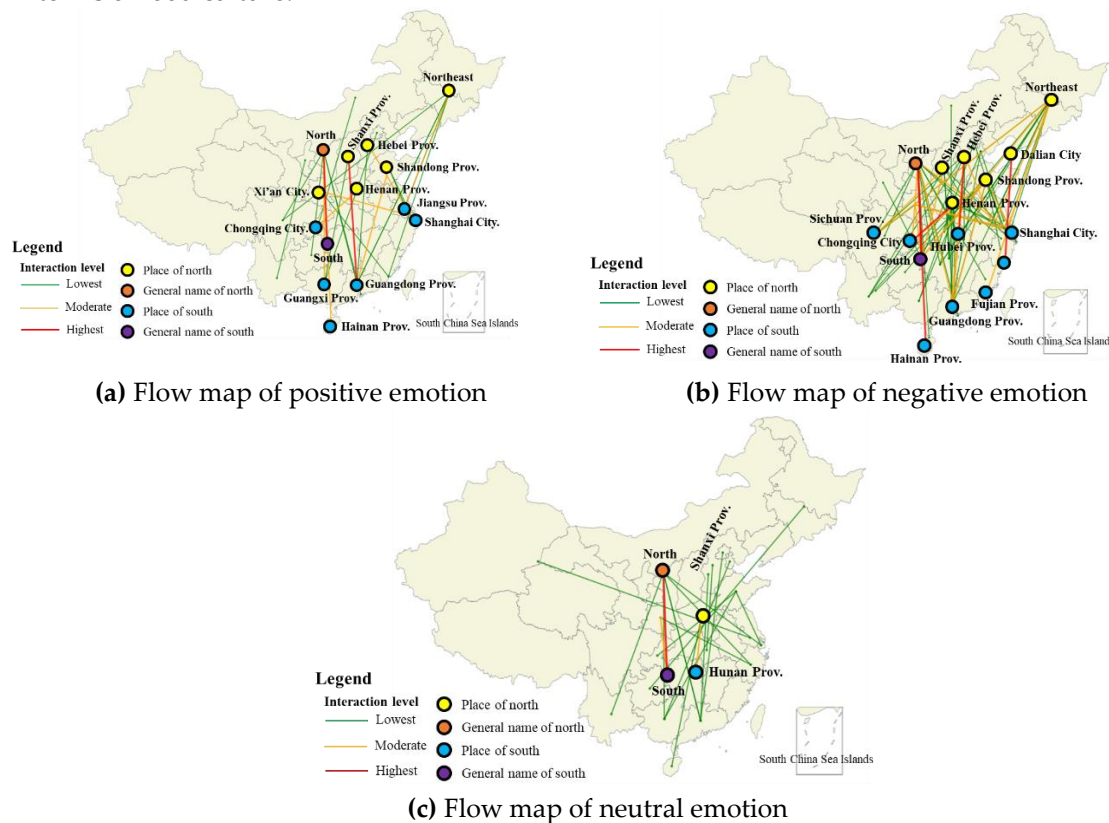 Northeast
North
Shanxi Prov.
Hebei Prov.
Shandong Prov.
Xi'an City.
Henan Prov.
Jiangsu Prov.
Shanghai City.
Chongqing City.
South
Guangxi Prov.
Guangdong Prov.
Hainan Prov.
South China Sea Islands
Legend
Interaction level
Lowest
Moderate
Highest
Place of north
General name of north
Place of south
General name of south
(a) Flow map of positive emotion
Northeast
North
Shanxi Prov.
Hebei Prov.
Dalian City
Shandong Prov.
Henan Prov.
Sichuan Prov.
Chongqing City
Hubei Prov.
Shanghai City.
South
Fujian Prov.
Guangdong Prov.
Hainan Prov.
South China Sea Island
Legend
Interaction level
Lowest
Moderate
Highest
Place of north
General name of north
Place of south
General name of south
(b) Flow map of negative emotion
North
Shanxi Prov.
South
Hunan Prov.
South China Sea Islands
Legend
Interaction level
Lowest
Moderate
Highest
Place of north
General name of north
Place of south
General name of south
(c) Flow map of neutral emotion